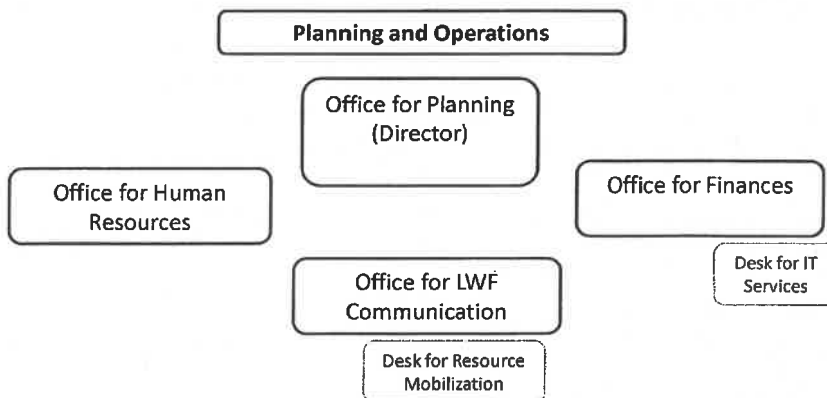 Planning and Operations
Office for Planning
(Director)
Office for Human
Resources
Office for Finances
Desk for IT
Services
Office for LWF
Communication
Desk for Resource
Mobilization